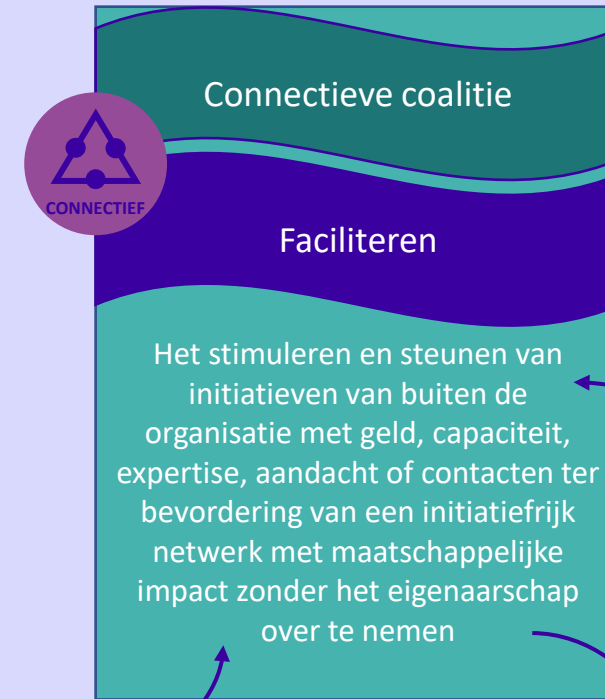 Connectieve coalitie
CONNECTIEF
Faciliteren
Het stimuleren en steunen van
initiatieven van buiten de
organisatie met geld, capaciteit,
expertise, aandacht of contacten ter
bevordering van een initiatiefrijk
netwerk met maatschappelijke
impact zonder het eigenaarschap
over te nemen